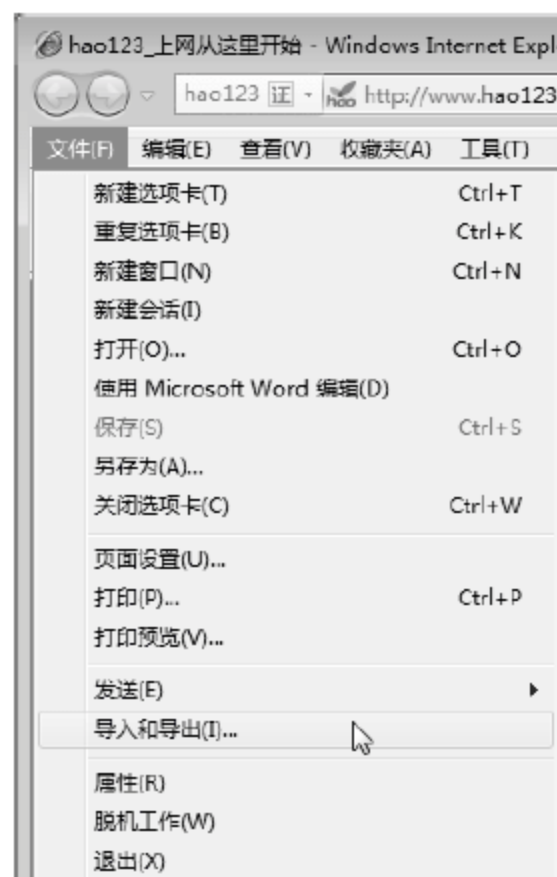 hao123_上网从这里开始 - Windows Internet Expl
hao123 证 http://www.hao123
文件(F) 编辑(E) 查看(V) 收藏夹(A) 工具(T)
新建选项卡(T) Ctrl+T
重复选项卡(B) Ctrl+K
新建窗口(N) Ctrl+N
新建会话(I)
打开(O)... Ctrl+O
使用 Microsoft Word 编辑(D)
保存(S) Ctrl+S
另存为(A)...
关闭选项卡(C) Ctrl+W
页面设置(U)...
打印(P)... Ctrl+P
打印预览(V)...
发送(E)
导入和导出(I)...
属性(R)
脱机工作(W)
退出(X)